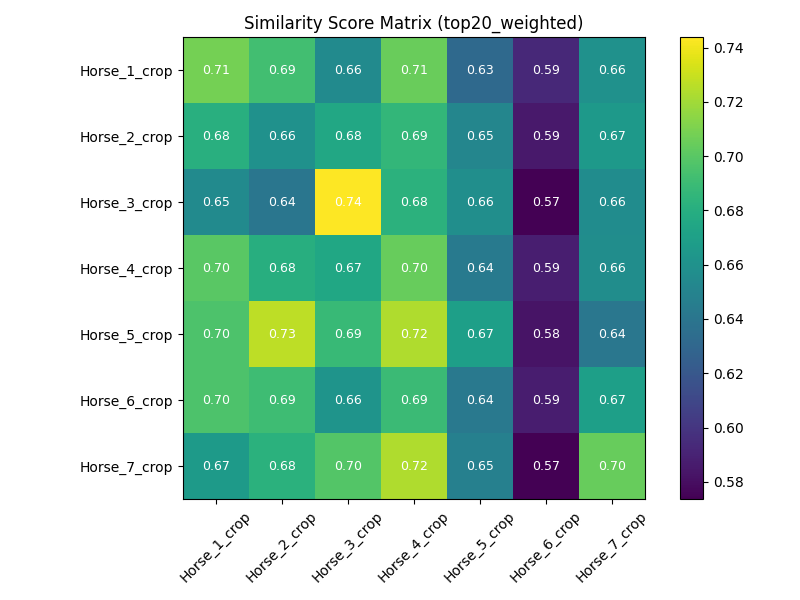 Similarity Score Matrix (top20_weighted)
Horse_1_crop 0.71 0.69 0.66 0.71 0.63 0.59 0.66
Horse_2_crop 0.68 0.66 0.68 0.69 0.65 0.59 0.67
Horse_3_crop 0.65 0.64 0.74 0.68 0.66 0.57 0.66
Horse_4_crop 0.70 0.68 0.67 0.70 0.64 0.59 0.66
Horse_5_crop 0.70 0.73 0.69 0.72 0.67 0.58 0.64
Horse_6_crop 0.70 0.69 0.66 0.69 0.64 0.59 0.67
Horse_7_crop 0.67 0.68 0.70 0.72 0.65 0.57 0.70
Horse_1_crop Horse_2_crop Horse_3_crop Horse_4_crop Horse_5_crop Horse_6_crop Horse_7_crop
0.74
0.72
0.70
0.68
0.66
0.64
0.62
0.60
0.58